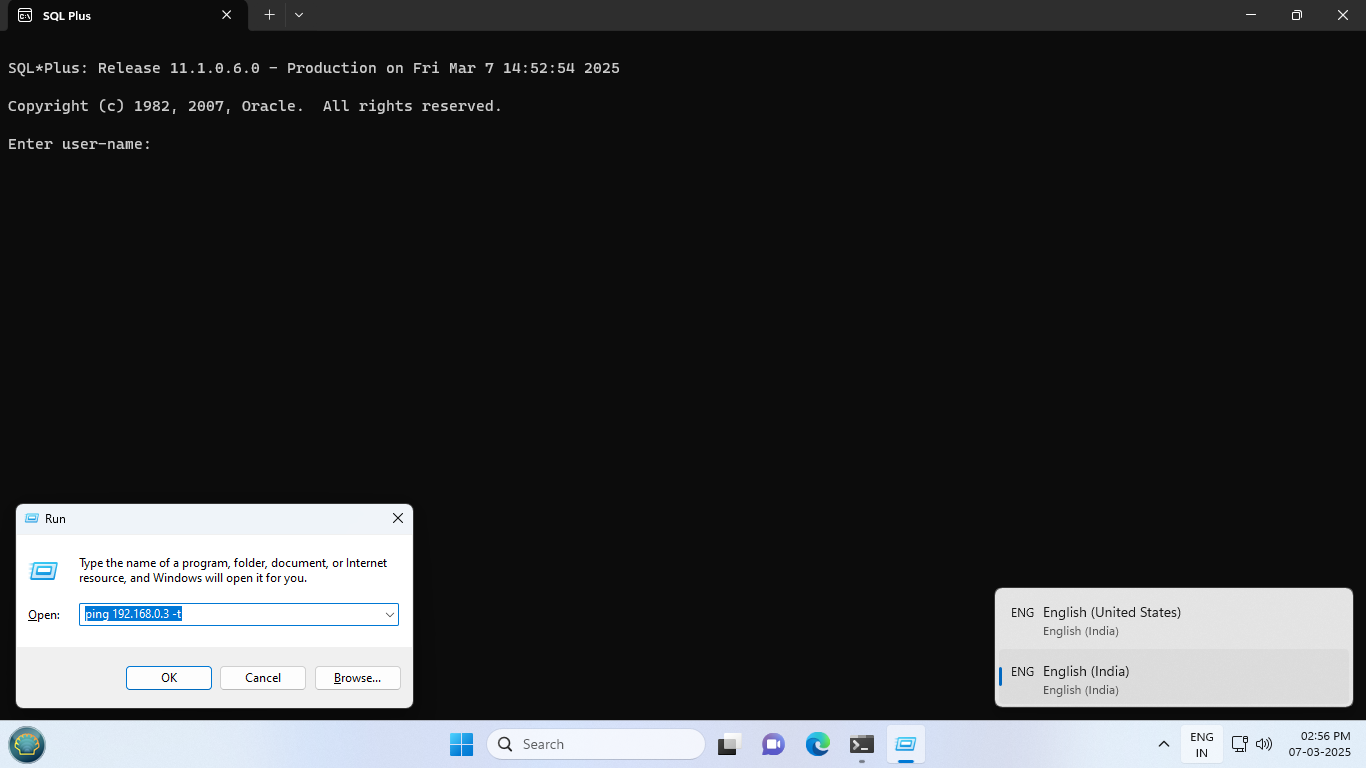 SQL Plus
SQL*Plus: Release 11.1.0.6.0 - Production on Fri Mar 7 14:52:54 2025
Copyright (c) 1982, 2007, Oracle.  All rights reserved.
Enter user-name:
Run
Type the name of a program, folder, document, or Internet
resource, and Windows will open it for you.
Open: ping 192.168.0.3 -t
OK Cancel Browse...
ENG English (United States)
English (India)
ENG English (India)
English (India)
Search
ENG
IN
02:56 PM
07-03-2025